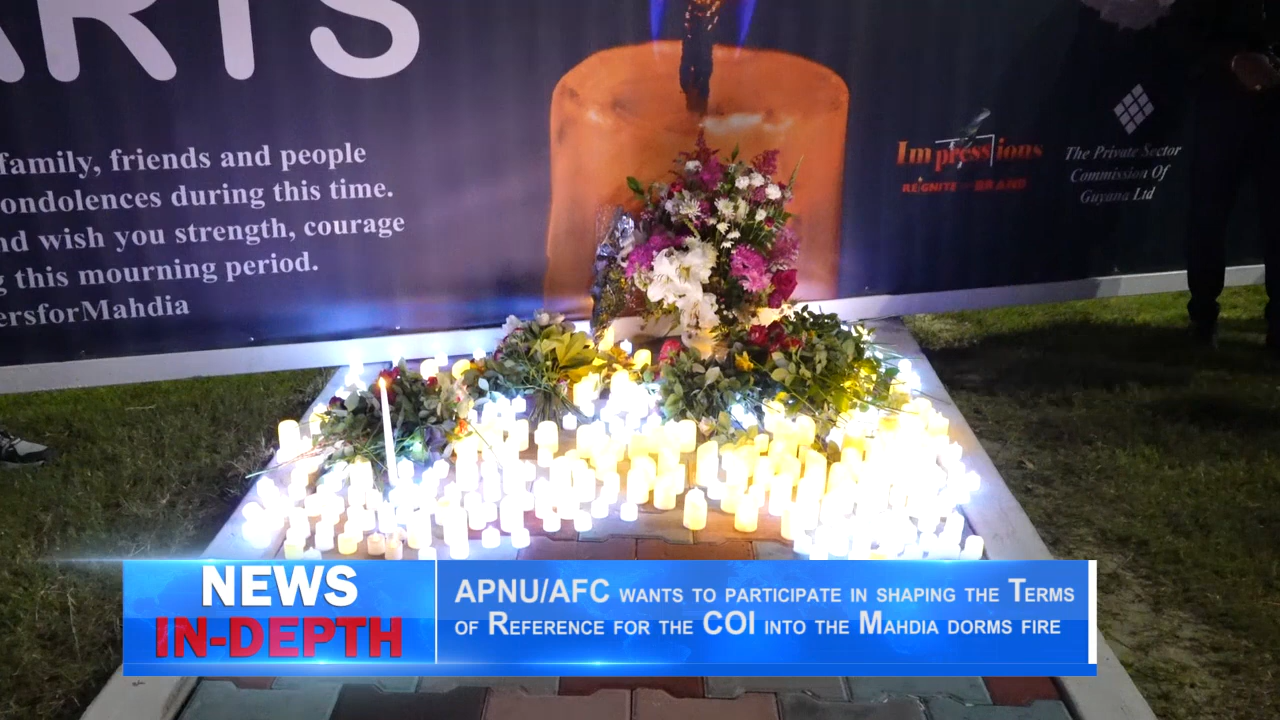 ARTS
family, friends and people
ondolences during this time.
nd wish you strength, courage
g this mourning period.
ersforMahdia
Impressions
REIGNITE BRAND
The Private Sector
Commission Of
Guyana Ltd
NEWS
IN-DEPTH
APNU/AFC WANTS TO PARTICIPATE IN SHAPING THE TERMS
OF REFERENCE FOR THE COI INTO THE MAHDIA DORMS FIRE